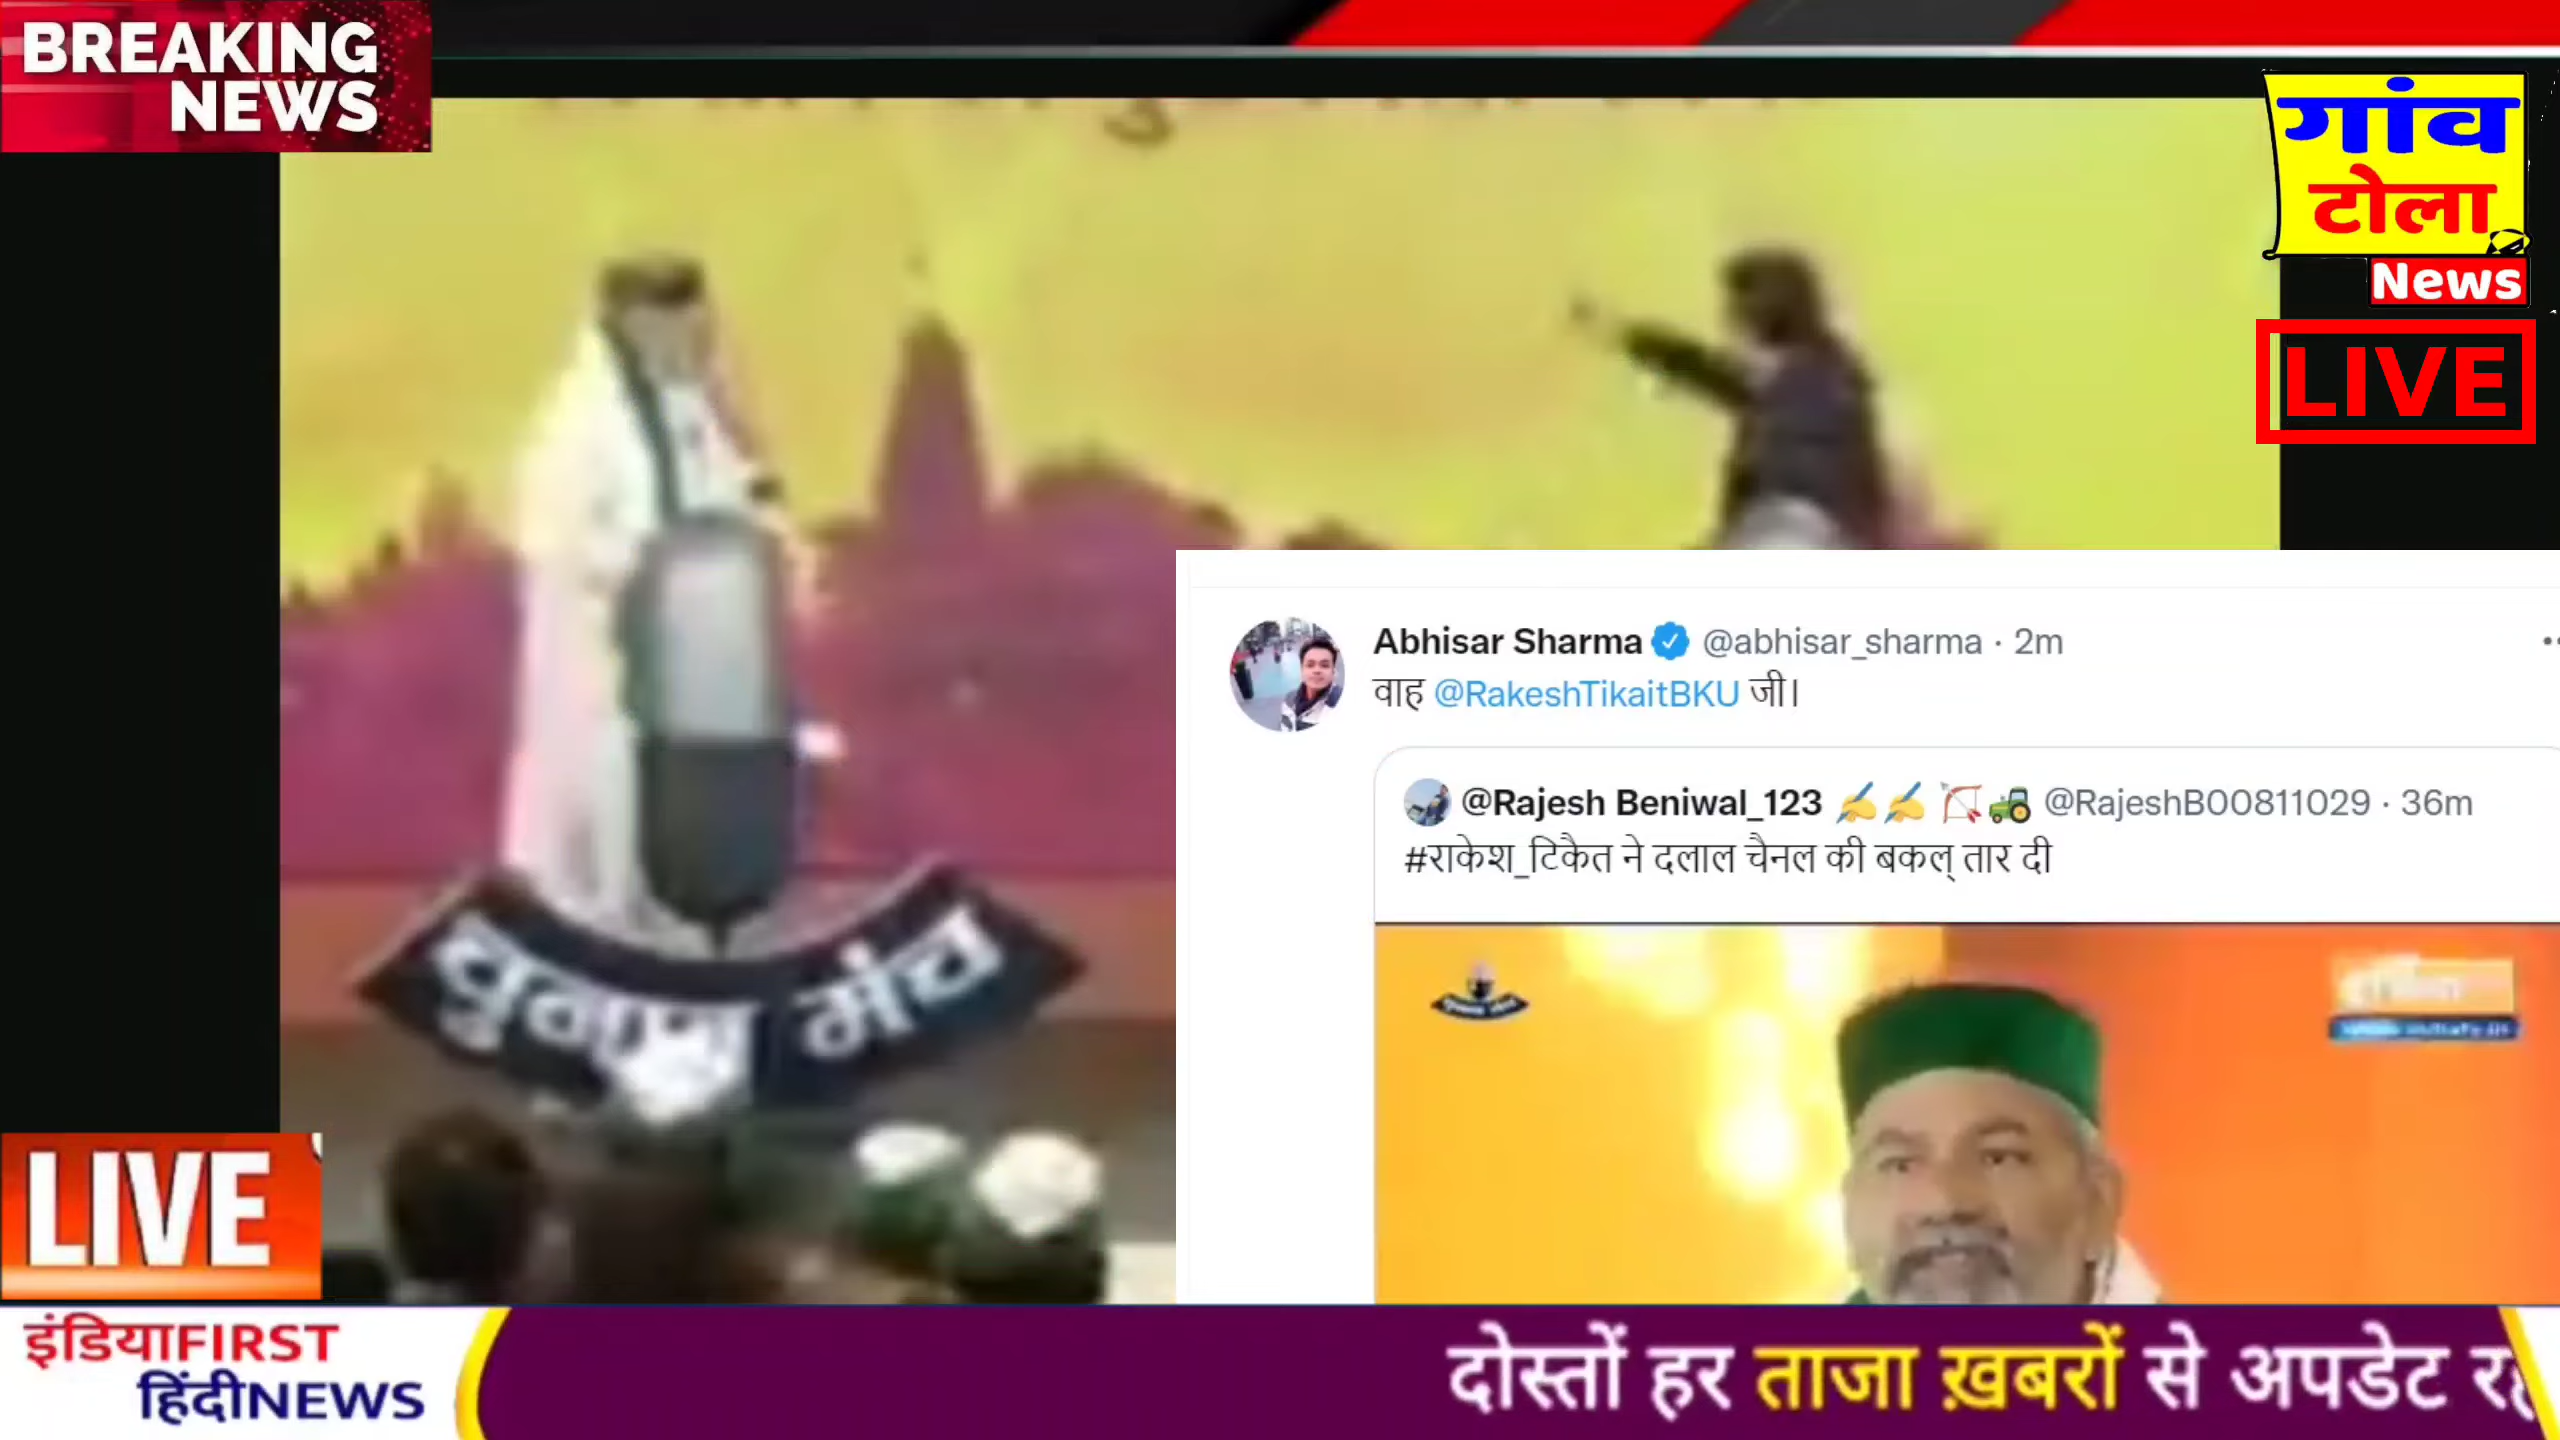 BREAKING
NEWS
गांव
टोला
News
LIVE
Abhisar Sharma @abhisar_sharma · 2m
वाह @RakeshTikaitBKU जी।
@Rajesh Beniwal_123 ✍✍ 🏹🚜 @RajeshB00811029 · 36m
#राकेश_टिकैत ने दलाल चैनल की बकल् तार दी
चुनाव मंच
LIVE
इंडियाFIRST
हिंदीNEWS
दोस्तों हर ताजा ख़बरों से अपडेट